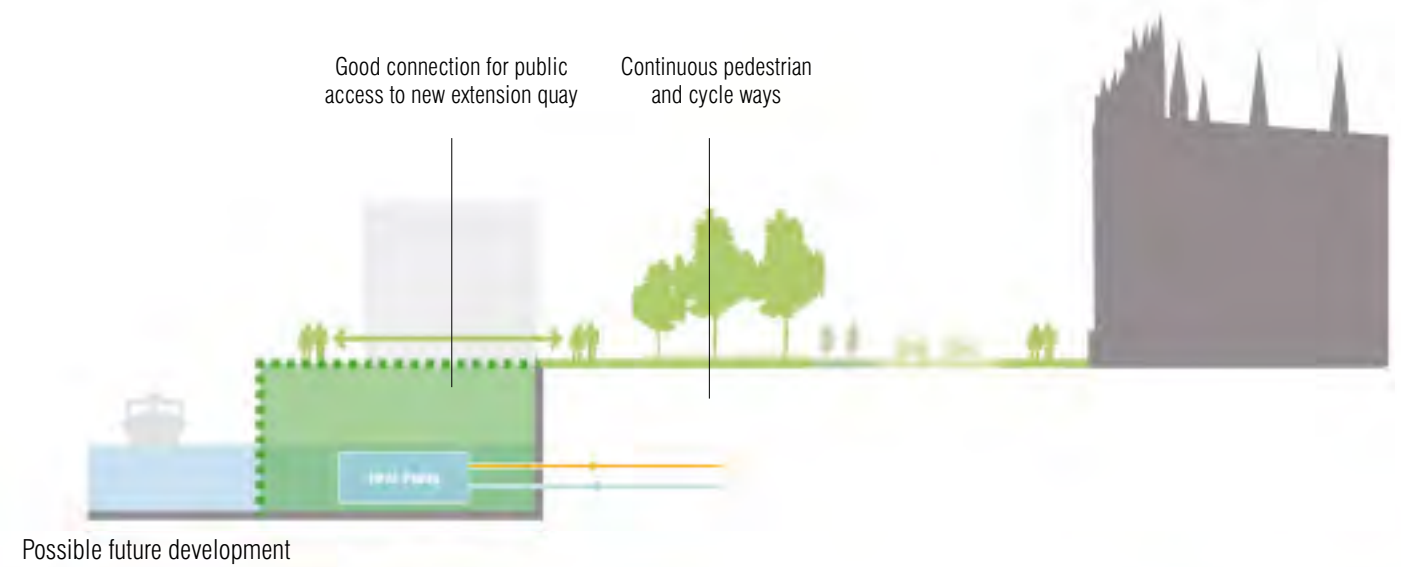 Good connection for public
access to new extension quay
Continuous pedestrian
and cycle ways
Possible future development